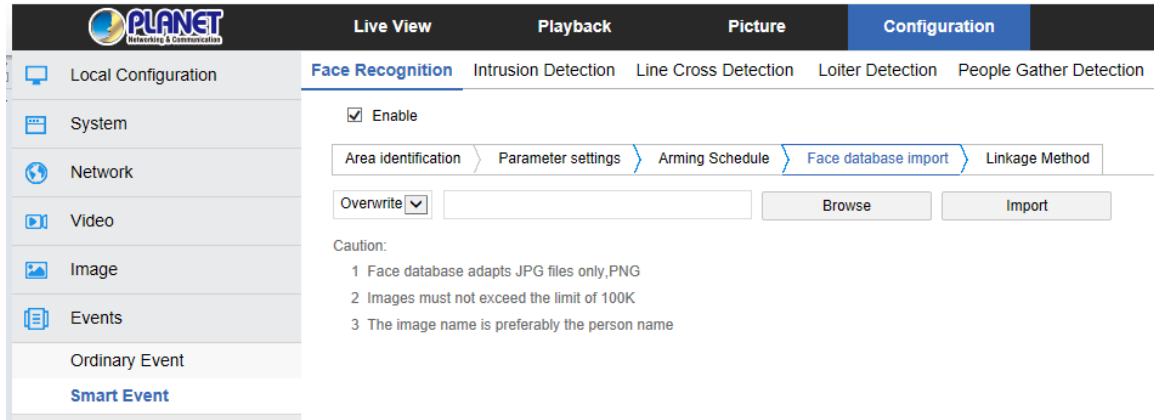 PLANET Live View Playback Picture Configuration
Networking & Communication
Local Configuration Face Recognition Intrusion Detection Line Cross Detection Loiter Detection People Gather Detection
Enable
System
Area identification Parameter settings Arming Schedule Face database import Linkage Method
Network
Overwrite Browse Import
Video
Caution:
1 Face database adapts JPG files only,PNG
Image
2 Images must not exceed the limit of 100K
Events
3 The image name is preferably the person name
Ordinary Event
Smart Event